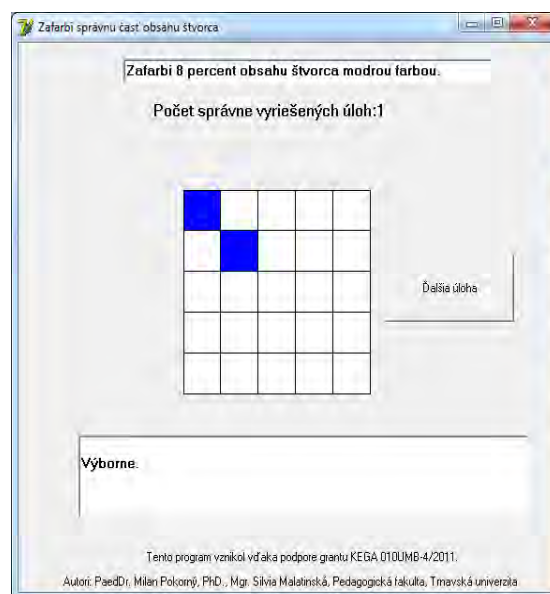 Zafarbi správnu časť obsahu štvorca
Zafarbi 8 percent obsahu štvorca modrou farbou.
Počet správne vyriešených úloh:1
Ďalšia úloha
Výborne.
Tento program vznikol vďaka podpore grantu KEGA 010UMB-4/2011.
Autori: PaedDr. Milan Pokorný, PhD., Mgr. Silvia Malatinská, Pedagogická fakulta, Trnavská univerzita